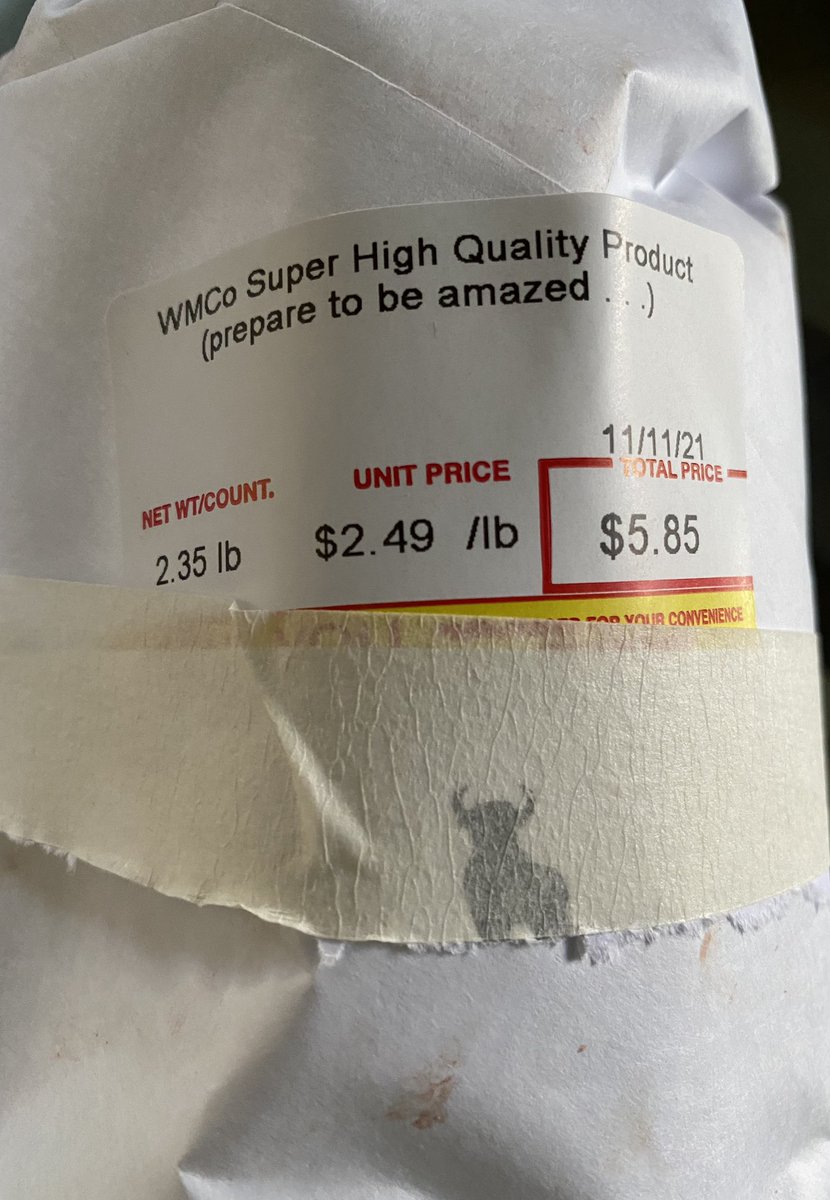 WMCo Super High Quality Product
(prepare to be amazed . . .)
11/11/21
NET WT/COUNT. UNIT PRICE TOTAL PRICE
2.35 lb $2.49 /lb $5.85
FOR YOUR CONVENIENCE